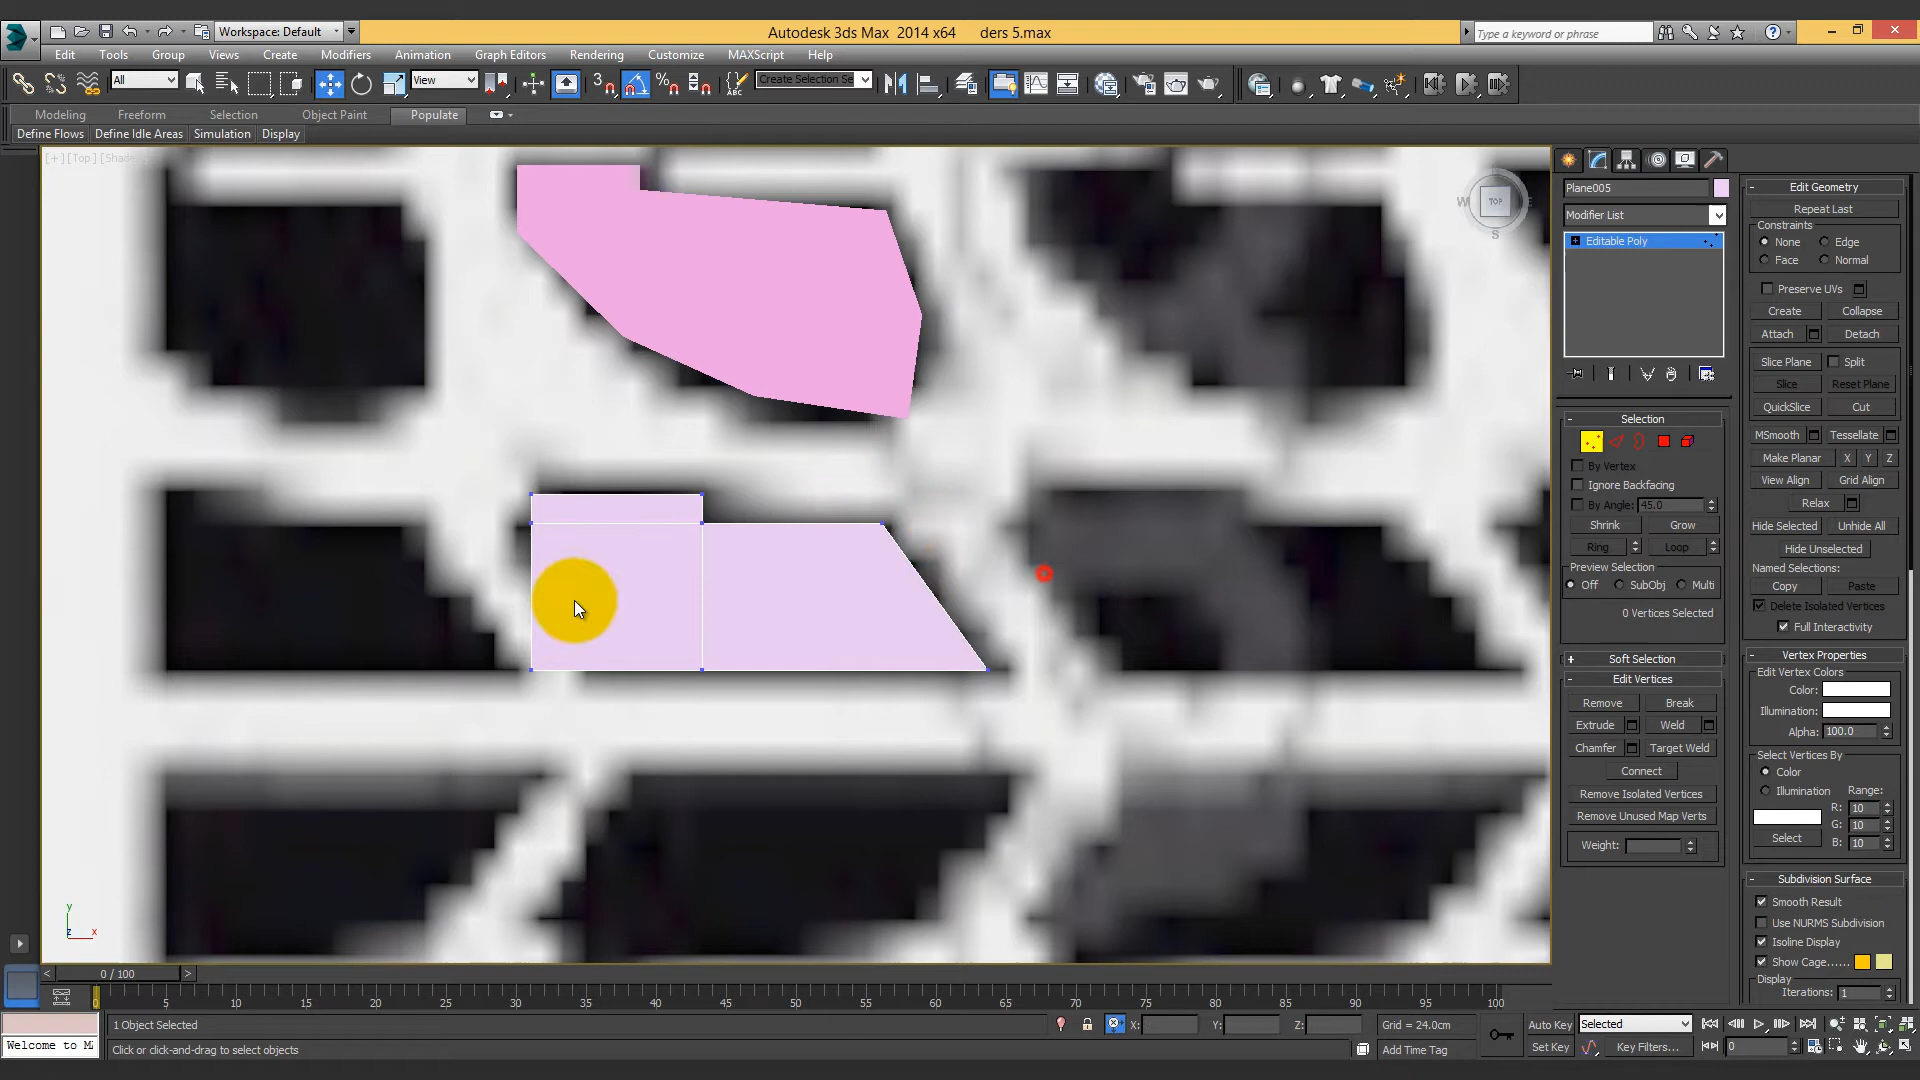 Workspace: Default
Autodesk 3ds Max 2014 x64 ders 5.max
Type a keyword or phrase
Edit Tools Group Views Create Modifiers Animation Graph Editors Rendering Customize MAXScript Help
All
View
Create Selection Se
Modeling Freeform Selection Object Paint Populate
Define Flows Define Idle Areas Simulation Display
[+][Top][Shaded
TOP
W
S
E
y
z
x
Plane005
Modifier List
Editable Poly
Selection
By Vertex
Ignore Backfacing
By Angle: 45.0
Shrink Grow
Ring Loop
Preview Selection
Off SubObj Multi
0 Vertices Selected
Soft Selection
Edit Vertices
Remove Break
Extrude Weld
Chamfer Target Weld
Connect
Remove Isolated Vertices
Remove Unused Map Verts
Weight:
Edit Geometry
Repeat Last
Constraints
None Edge
Face Normal
Preserve UVs
Create Collapse
Attach Detach
Slice Plane Split
Slice Reset Plane
QuickSlice Cut
MSmooth Tessellate
Make Planar X Y Z
View Align Grid Align
Relax
Hide Selected Unhide All
Hide Unselected
Named Selections:
Copy Paste
Delete Isolated Vertices
Full Interactivity
Vertex Properties
Edit Vertex Colors
Color:
Illumination:
Alpha: 100.0
Select Vertices By
Color
Illumination Range:
R: 10
G: 10
B: 10
Select
Subdivision Surface
Smooth Result
Use NURMS Subdivision
Isoline Display
Show Cage......
Display
Iterations: 1
< 0 / 100 >
0 5 10 15 20 25 30 35 40 45 50 55 60 65 70 75 80 85 90 95 100
1 Object Selected
X: Y: Z:
Grid = 24.0cm
Auto Key Selected
Welcome to M
Click or click-and-drag to select objects
Add Time Tag
Set Key Key Filters...
0